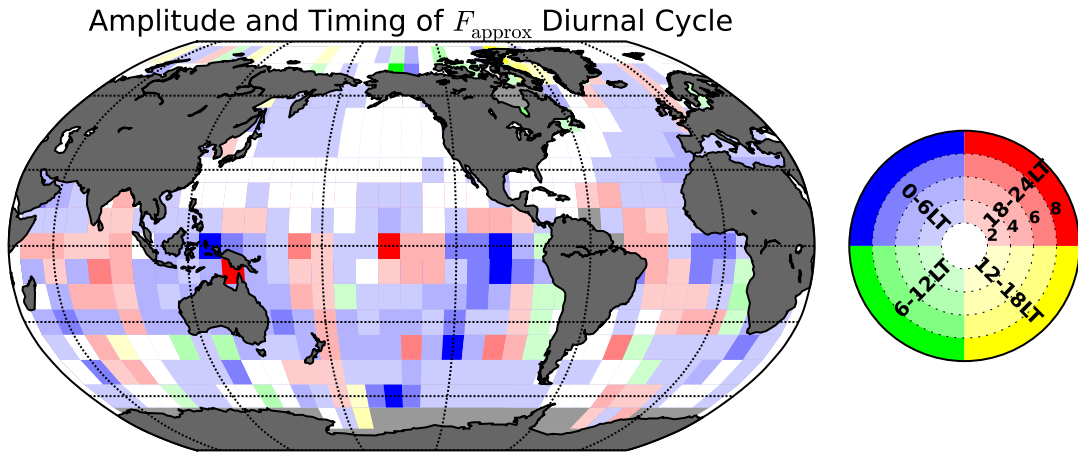 Amplitude and Timing of F_approx Diurnal Cycle
0-6LT
18-24LT
2
4
6
8
6-12LT
12-18LT